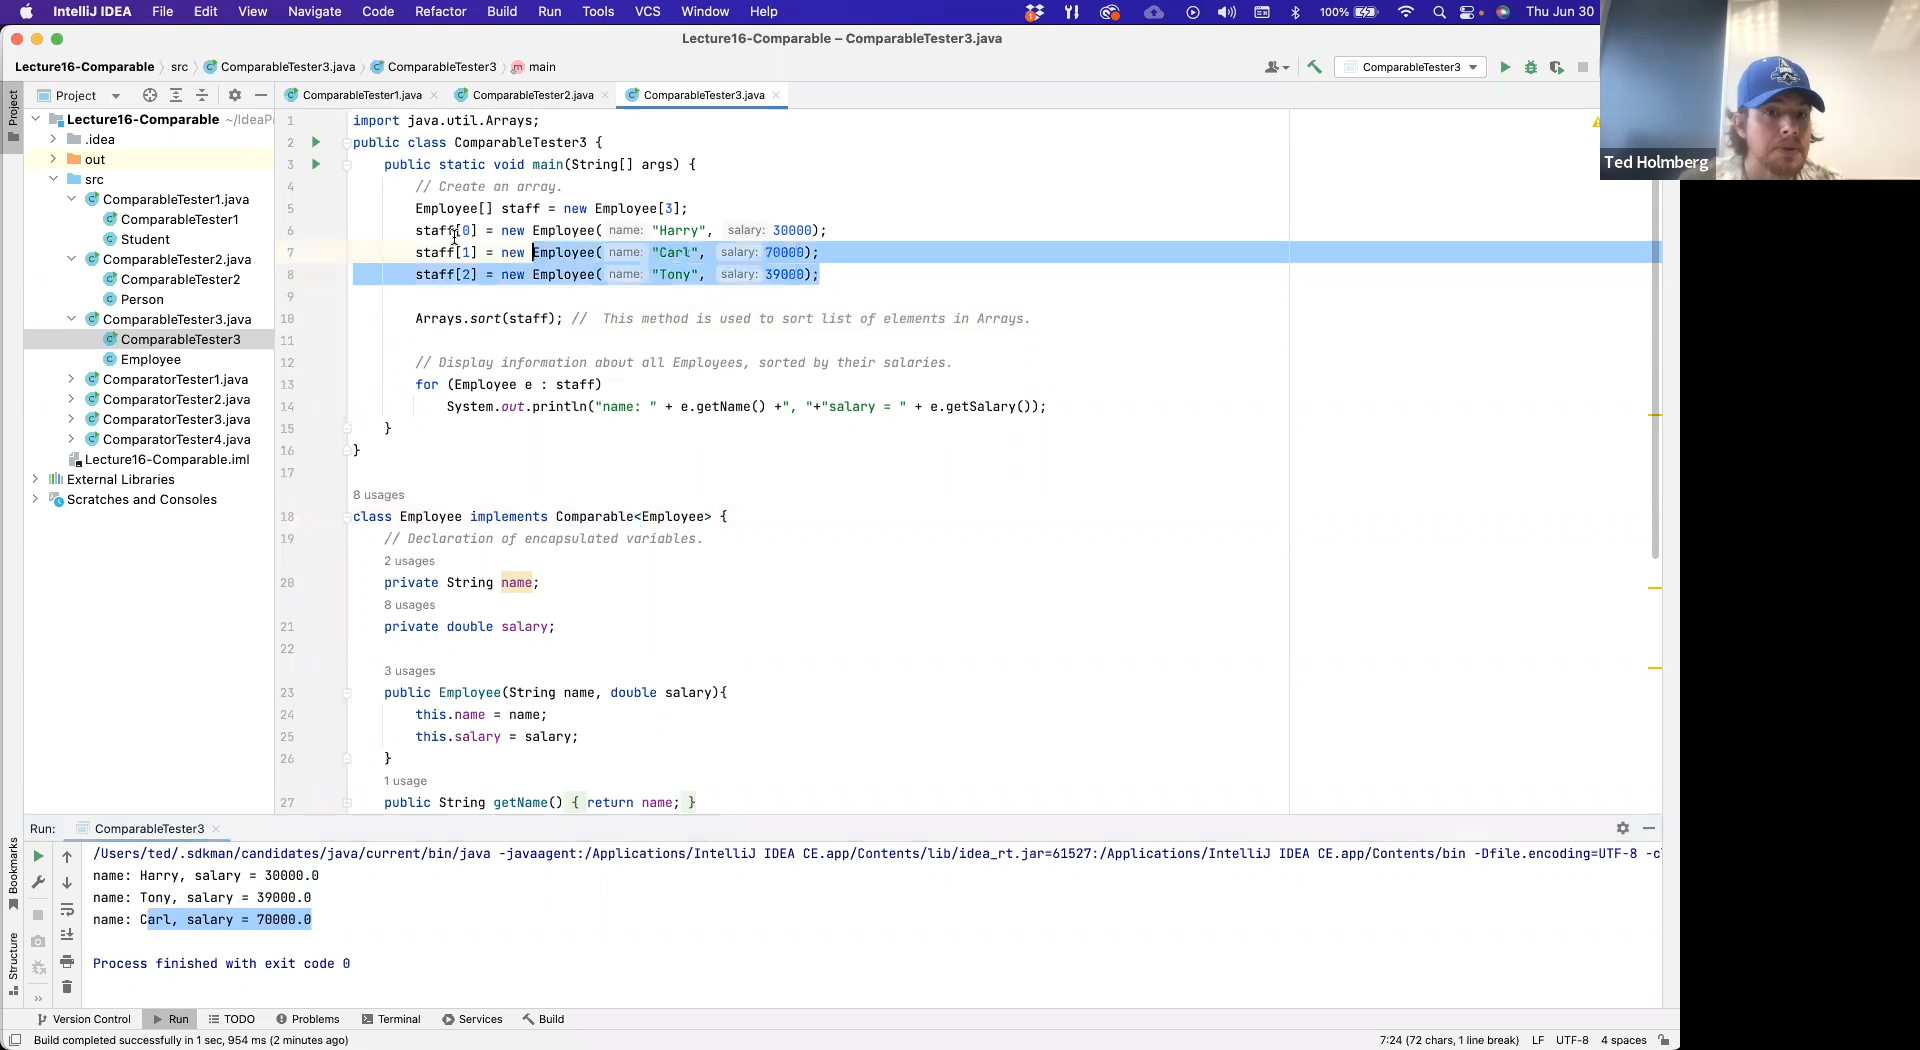 IntelliJ IDEA File Edit View Navigate Code Refactor Build Run Tools VCS Window Help 1 100% Thu Jun 30
Lecture16-Comparable – ComparableTester3.java
Lecture16-Comparable src ComparableTester3.java ComparableTester3 main ComparableTester3
Project Project ComparableTester1.java ComparableTester2.java ComparableTester3.java
Lecture16-Comparable ~/IdeaPr
.idea
out
src
ComparableTester1.java
ComparableTester1
Student
ComparableTester2.java
ComparableTester2
Person
ComparableTester3.java
ComparableTester3
Employee
ComparatorTester1.java
ComparatorTester2.java
ComparatorTester3.java
ComparatorTester4.java
Lecture16-Comparable.iml
External Libraries
Scratches and Consoles
1 import java.util.Arrays;
2 public class ComparableTester3 {
3 public static void main(String[] args) {
4 // Create an array.
5 Employee[] staff = new Employee[3];
6 staff[0] = new Employee( name: "Harry", salary: 30000);
7 staff[1] = new Employee( name: "Carl", salary: 70000);
8 staff[2] = new Employee( name: "Tony", salary: 39000);
9
10 Arrays.sort(staff); // This method is used to sort list of elements in Arrays.
11
12 // Display information about all Employees, sorted by their salaries.
13 for (Employee e : staff)
14 System.out.println("name: " + e.getName() +", "+"salary = " + e.getSalary());
15 }
16 }
17
8 usages
18 class Employee implements Comparable<Employee> {
19 // Declaration of encapsulated variables.
2 usages
20 private String name;
8 usages
21 private double salary;
22
3 usages
23 public Employee(String name, double salary){
24 this.name = name;
25 this.salary = salary;
26 }
1 usage
27 public String getName() { return name; }
Ted Holmberg
Run: ComparableTester3
/Users/ted/.sdkman/candidates/java/current/bin/java -javaagent:/Applications/IntelliJ IDEA CE.app/Contents/lib/idea_rt.jar=61527:/Applications/IntelliJ IDEA CE.app/Contents/bin -Dfile.encoding=UTF-8 -c
name: Harry, salary = 30000.0
name: Tony, salary = 39000.0
name: Carl, salary = 70000.0
Process finished with exit code 0
Bookmarks
Structure
Version Control Run TODO Problems Terminal Services Build
Build completed successfully in 1 sec, 954 ms (2 minutes ago) 7:24 (72 chars, 1 line break) LF UTF-8 4 spaces